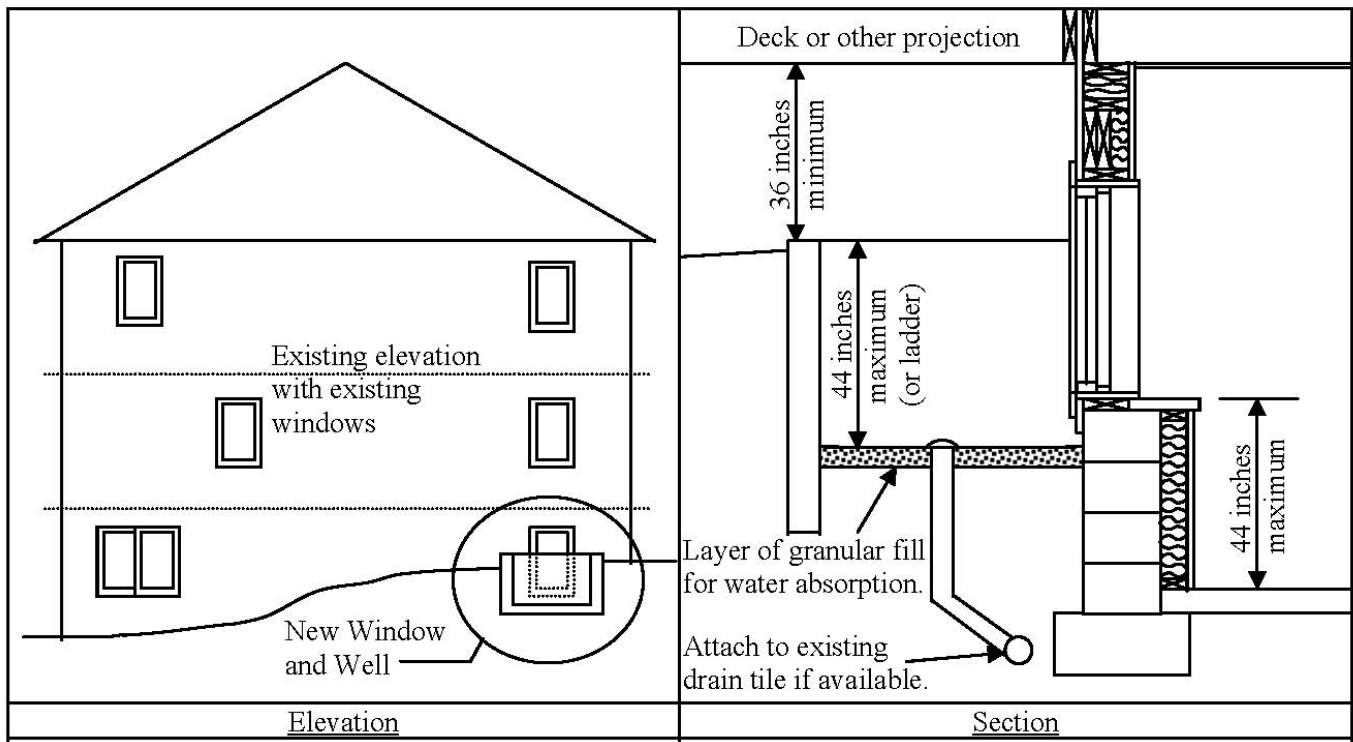 Existing elevation
with existing
windows
New Window
and Well
Elevation
Deck or other projection
36 inches
minimum
44 inches
maximum
(or ladder)
44 inches
maximum
Layer of granular fill
for water absorption.
Attach to existing
drain tile if available.
Section